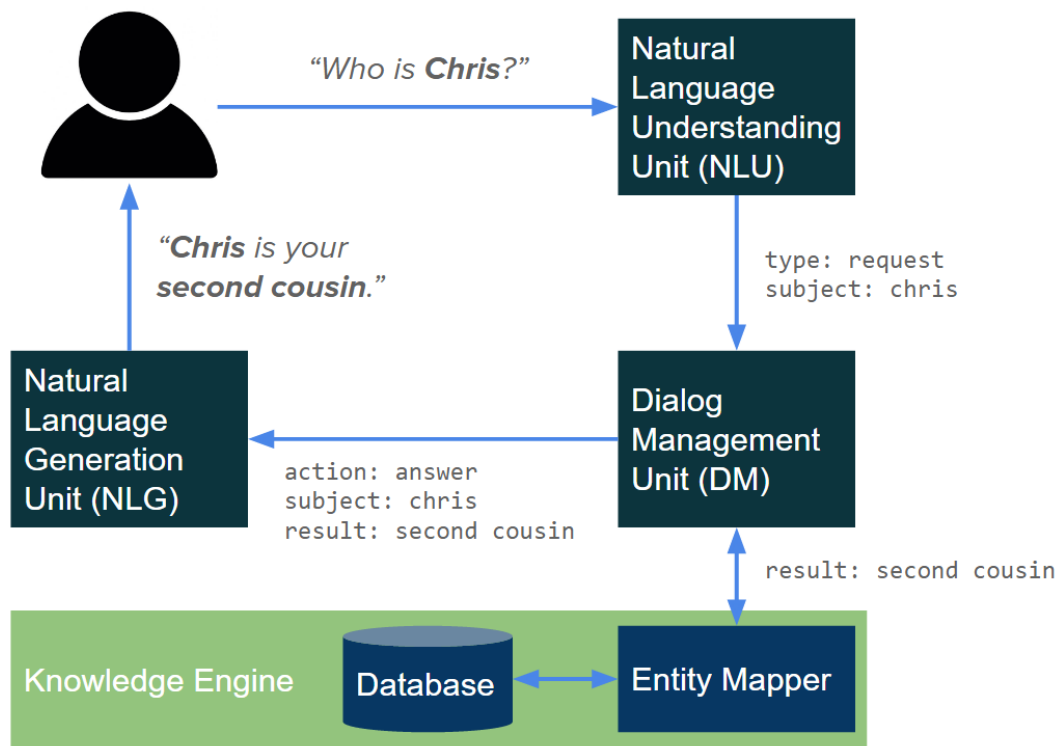 “Who is Chris?”
Natural
Language
Understanding
Unit (NLU)
type: request
subject: chris
“Chris is your
second cousin.”
Natural
Language
Generation
Unit (NLG)
action: answer
subject: chris
result: second cousin
Dialog
Management
Unit (DM)
result: second cousin
Knowledge Engine
Database
Entity Mapper